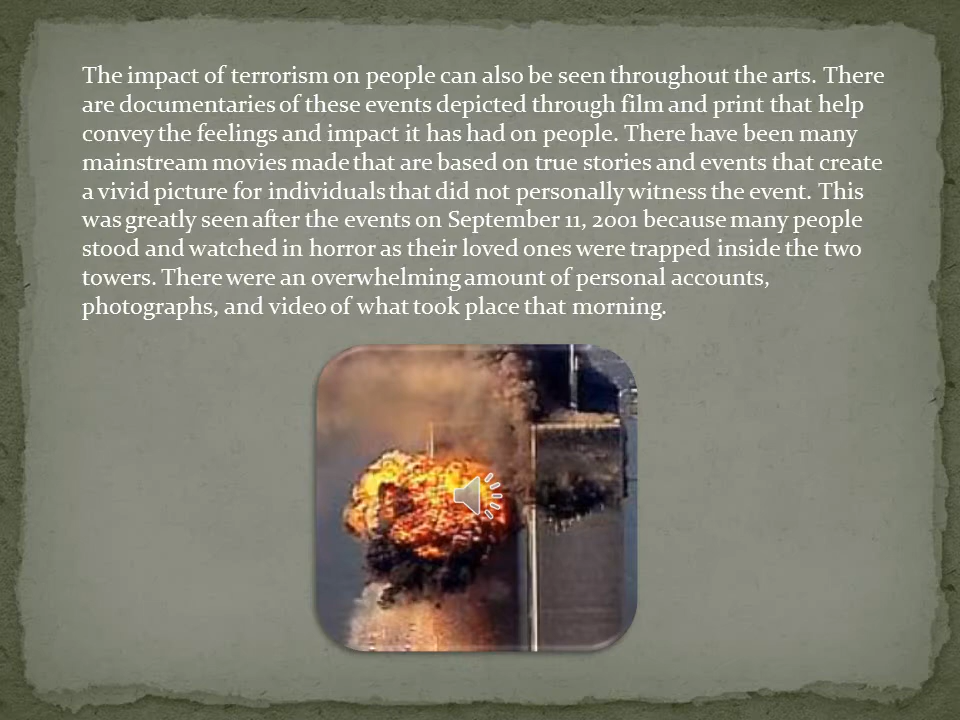 The impact of terrorism on people can also be seen throughout the arts. There
are documentaries of these events depicted through film and print that help
convey the feelings and impact it has had on people. There have been many
mainstream movies made that are based on true stories and events that create
a vivid picture for individuals that did not personally witness the event. This
was greatly seen after the events on September 11, 2001 because many people
stood and watched in horror as their loved ones were trapped inside the two
towers. There were an overwhelming amount of personal accounts,
photographs, and video of what took place that morning.